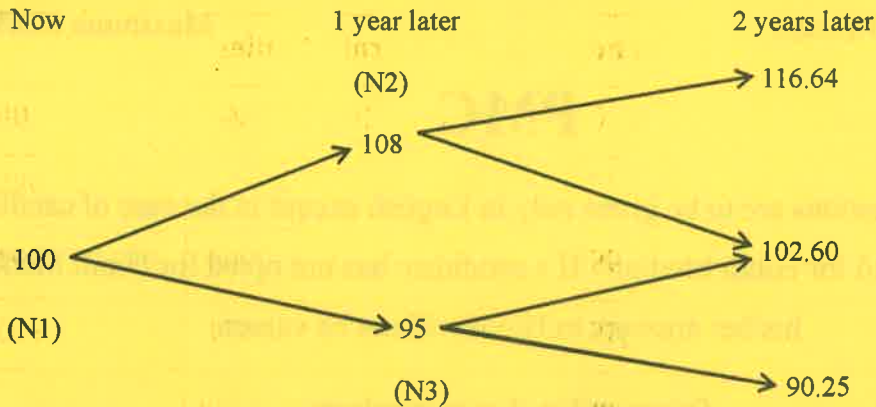 Now 1 year later 2 years later
(N2) 116.64
108
100 102.60
(N1) 95
(N3) 90.25